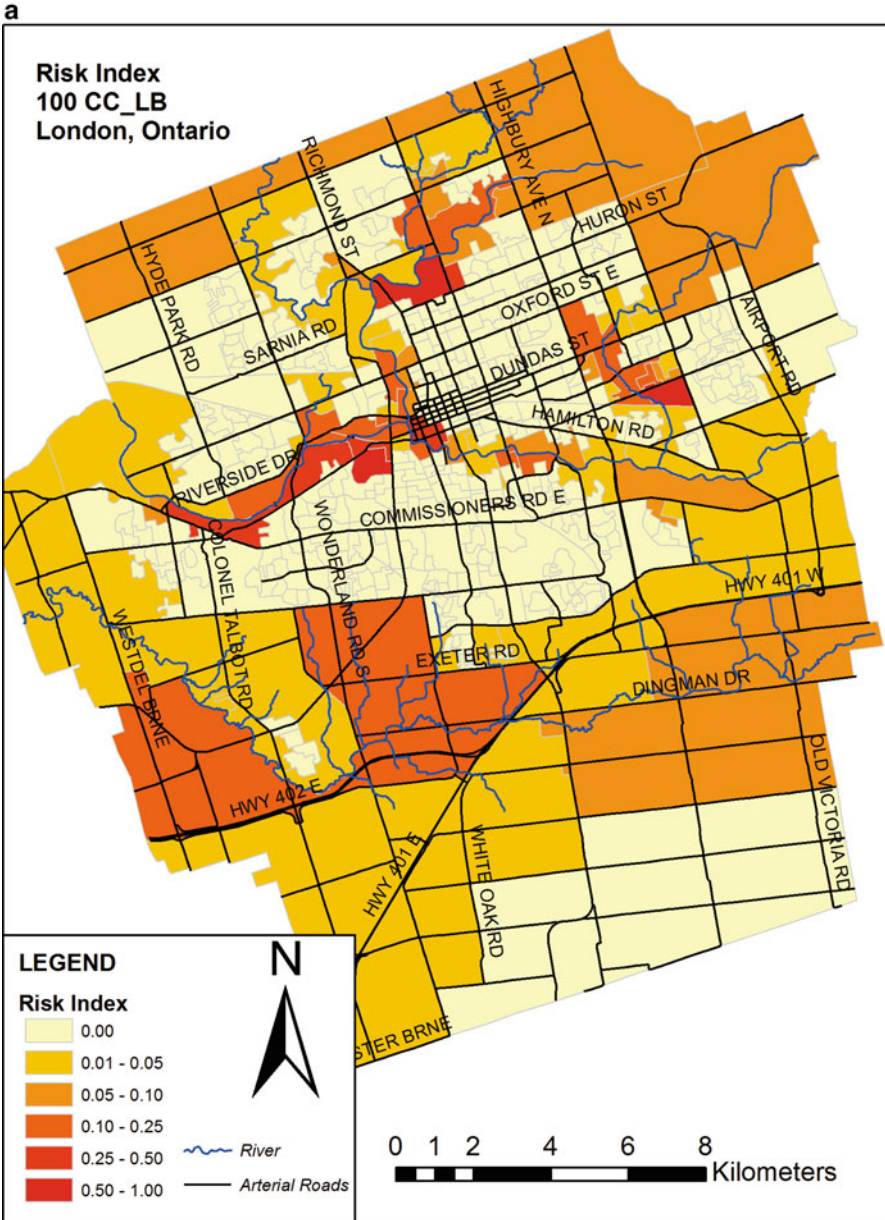 a
Risk Index
100 CC_LB
London, Ontario
HIGHBURY AVE N
RICHMOND ST
HURON ST
HYDE PARK RD
OXFORD ST E
SARNIA RD
AIRPORT RD
DUNDAS ST
HAMILTON RD
RIVERSIDE DR
COMMISSIONERS RD E
COLONEL TALBOT RD
WONDERLAND RD S
HWY 401 W
WESTDEL BRNE
EXETER RD
DINGMAN DR
HWY 402 E
OLD VICTORIA RD
HWY 401 E
WHITE OAK RD
STER BRNE
LEGEND
N
Risk Index
0.00
0.01 - 0.05
0.05 - 0.10
0.10 - 0.25
0.25 - 0.50
0.50 - 1.00
River
Arterial Roads
0 1 2 4 6 8
Kilometers